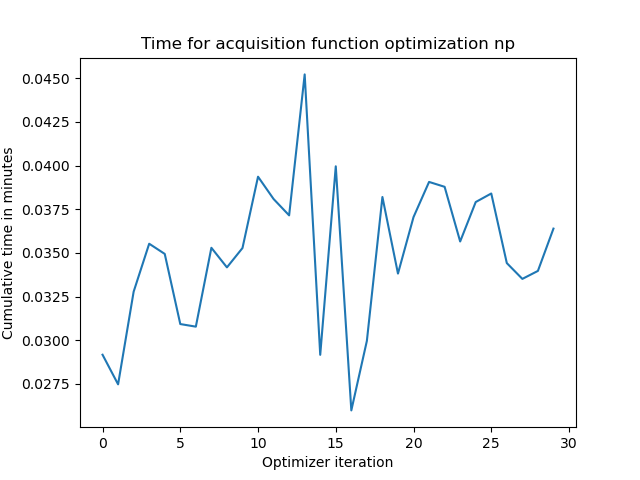 Time for acquisition function optimization np
Cumulative time in minutes
0.0450
0.0425
0.0400
0.0375
0.0350
0.0325
0.0300
0.0275
0 5 10 15 20 25 30
Optimizer iteration